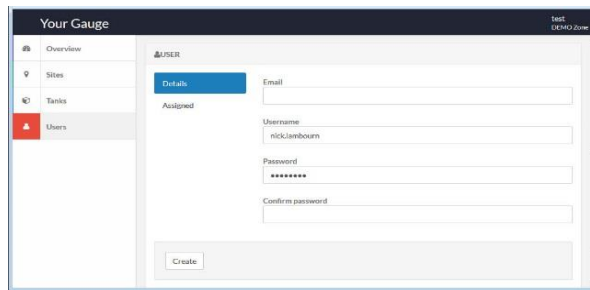 Your Gauge
test
DEMO Zone
Overview
Sites
Tanks
Users
USER
Details
Assigned
Email
Username
nick.lambourn
Password
••••••••
Confirm password
Create